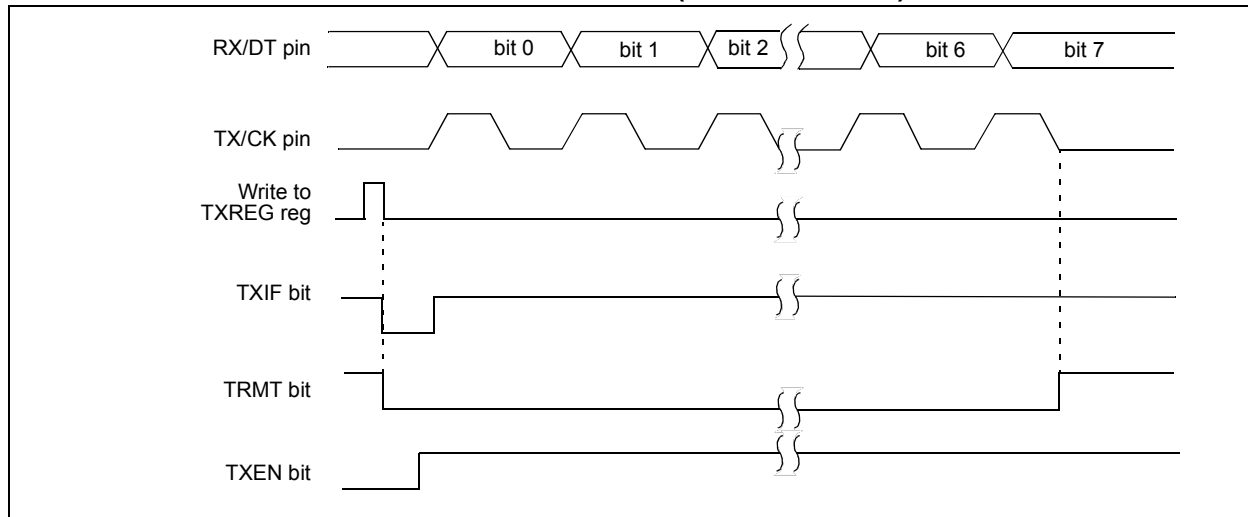 RX/DT pin
bit 0
bit 1
bit 2
bit 6
bit 7
TX/CK pin
Write to
TXREG reg
TXIF bit
TRMT bit
TXEN bit